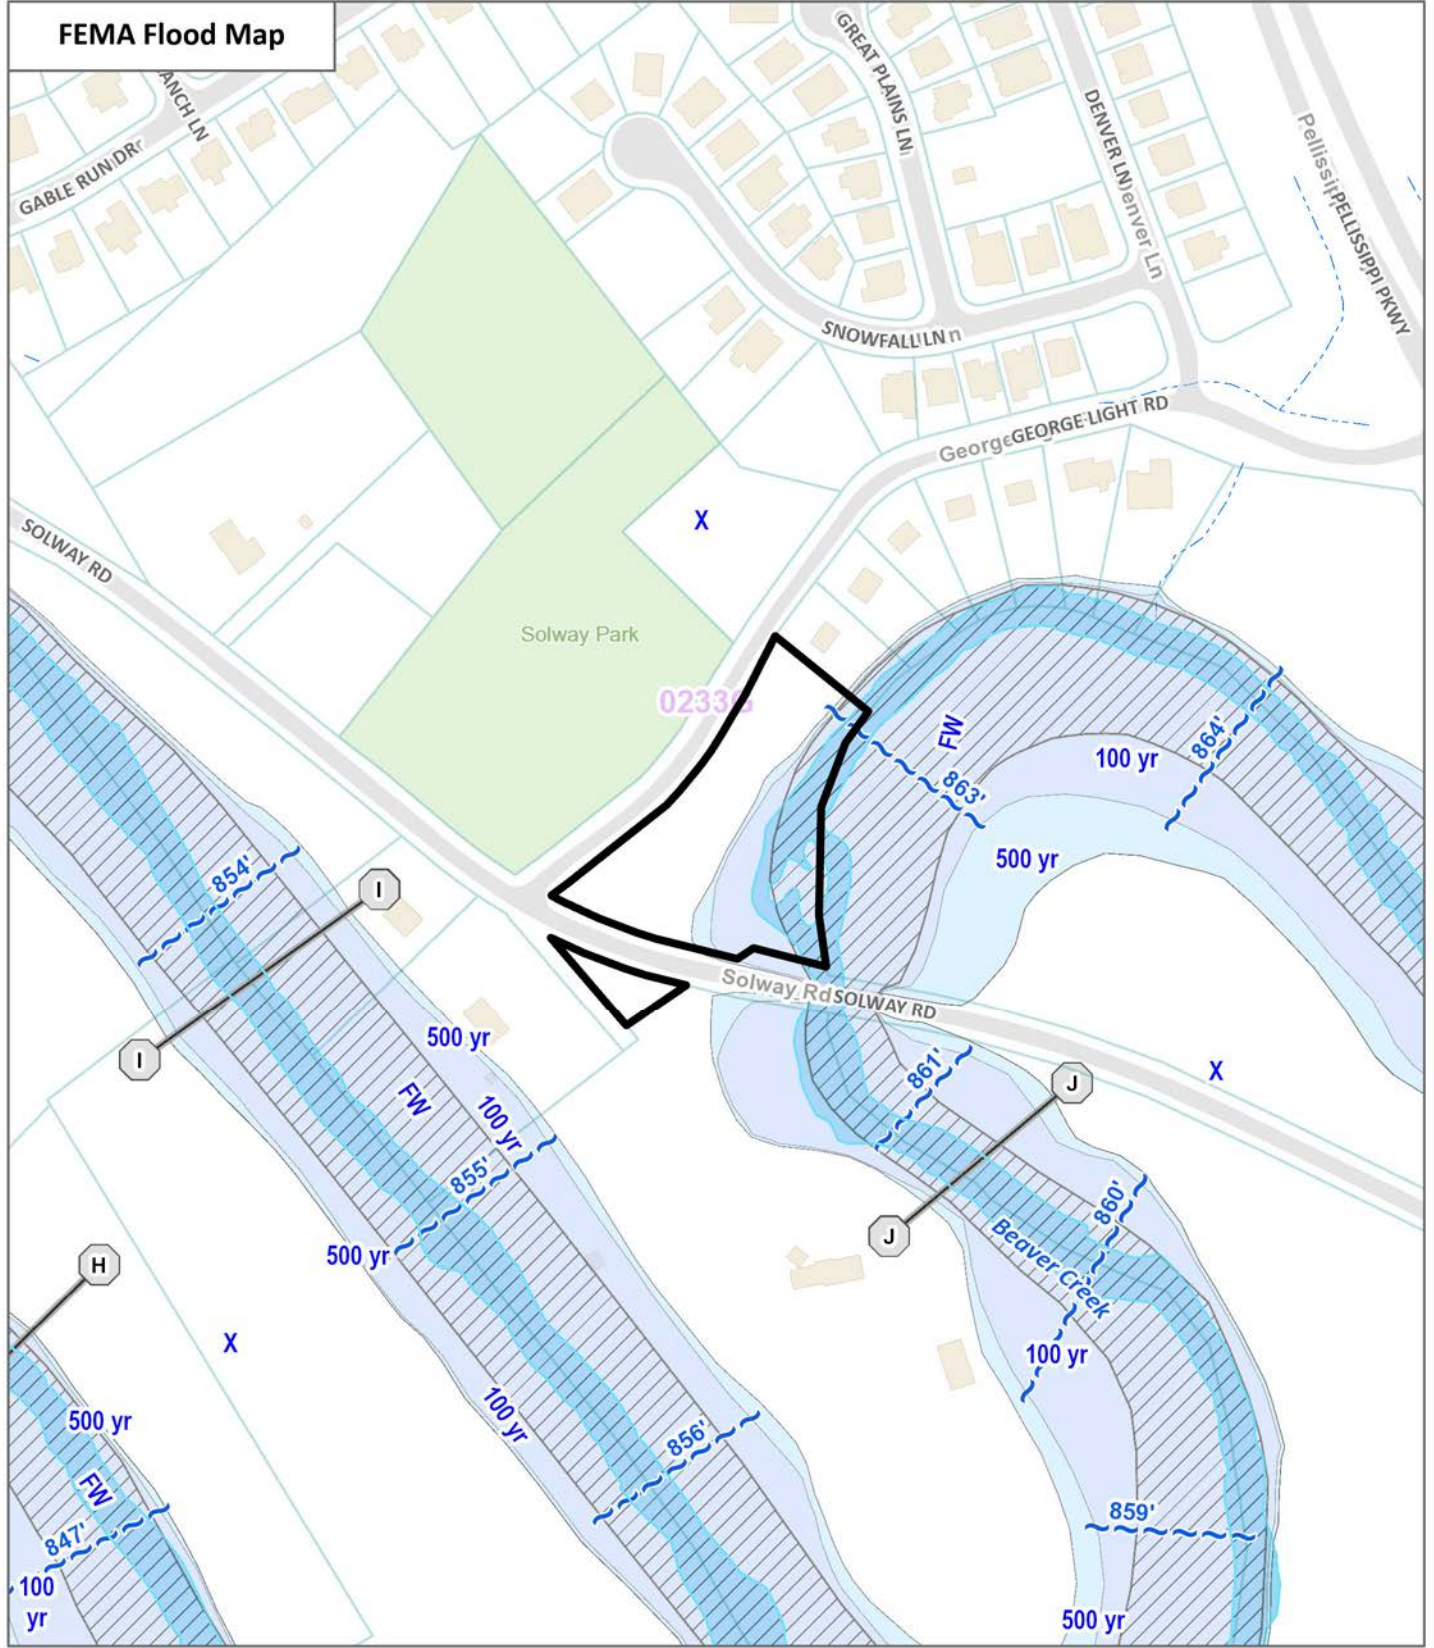 FEMA Flood Map
ANCH LN
GABLE RUN DR
GREAT PLAINS LN
DENVER LN
Denver Ln
Pellissip
PELLISSIPPI PKWY
SNOWFALL LN
George
GEORGE LIGHT RD
SOLWAY RD
X
Solway Park
0233G
FW
864'
100 yr
863'
500 yr
854'
I
Solway Rd
SOLWAY RD
I
500 yr
861'
X
J
FW
100 yr
855'
860'
J
Beaver Creek
500 yr
H
X
100 yr
100 yr
500 yr
856'
FW
859'
847'
100
yr
500 yr